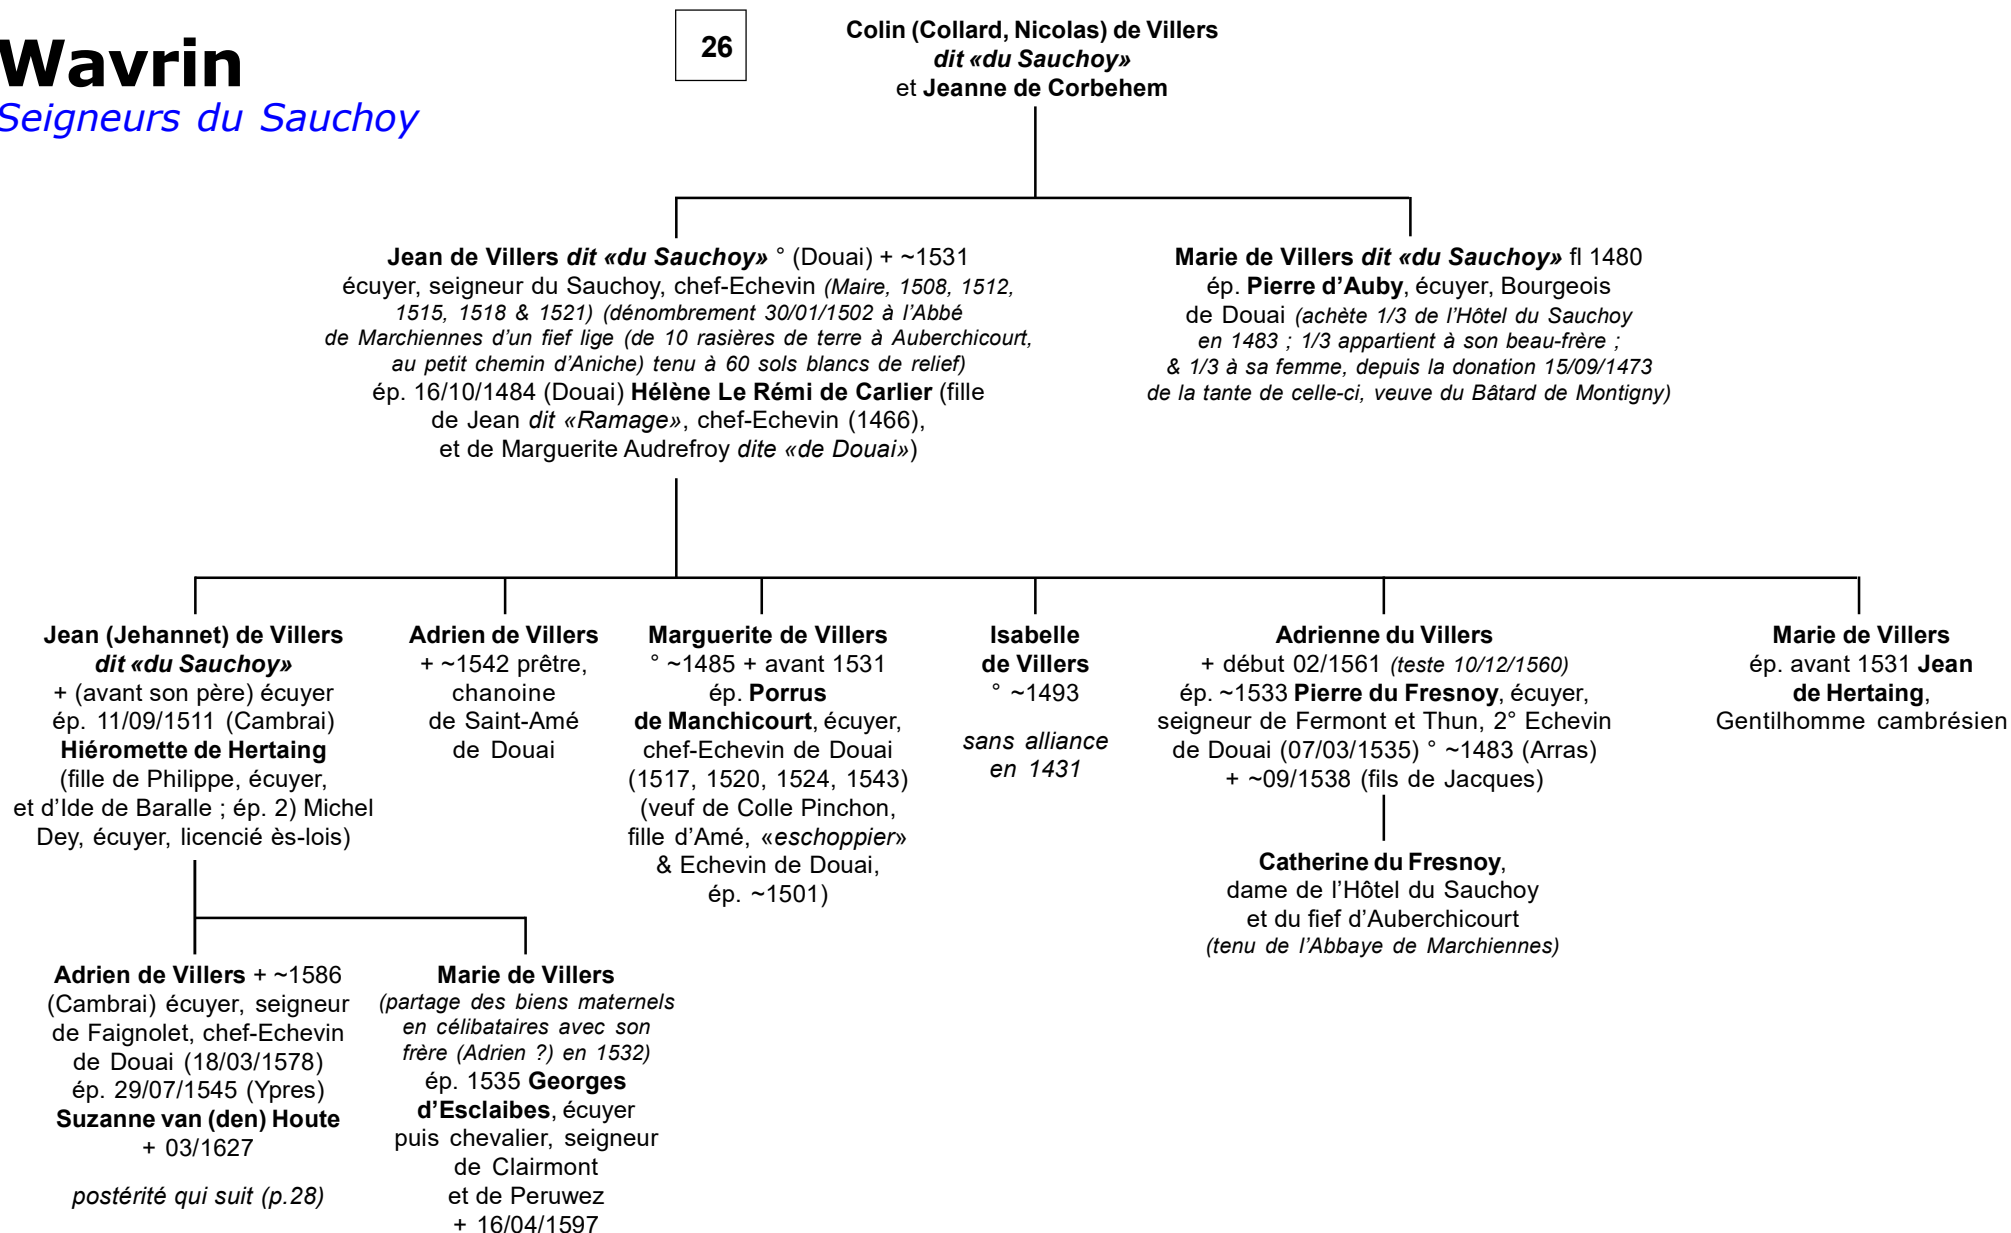 Wavrin
Seigneurs du Sauchoy
26
Colin (Collard, Nicolas) de Villers
dit «du Sauchoy»
et Jeanne de Corbehem
Jean de Villers dit «du Sauchoy» ° (Douai) + ~1531
écuyer, seigneur du Sauchoy, chef-Echevin (Maire, 1508, 1512,
1515, 1518 & 1521) (dénombrement 30/01/1502 à l’Abbé
de Marchiennes d’un fief lige (de 10 rasières de terre à Auberchicourt,
au petit chemin d’Aniche) tenu à 60 sols blancs de relief)
ép. 16/10/1484 (Douai) Hélène Le Rémi de Carlier (fille
de Jean dit «Ramage», chef-Echevin (1466),
et de Marguerite Audrefroy dite «de Douai»)
Marie de Villers dit «du Sauchoy» fl 1480
ép. Pierre d’Auby, écuyer, Bourgeois
de Douai (achète 1/3 de l’Hôtel du Sauchoy
en 1483 ; 1/3 appartient à son beau-frère ;
& 1/3 à sa femme, depuis la donation 15/09/1473
de la tante de celle-ci, veuve du Bâtard de Montigny)
Jean (Jehannet) de Villers
dit «du Sauchoy»
+ (avant son père) écuyer
ép. 11/09/1511 (Cambrai)
Hiéromette de Hertaing
(fille de Philippe, écuyer,
et d’Ide de Baralle ; ép. 2) Michel
Dey, écuyer, licencié ès-lois)
Adrien de Villers
+ ~1542 prêtre,
chanoine
de Saint-Amé
de Douai
Marguerite de Villers
° ~1485 + avant 1531
ép. Porrus
de Manchicourt, écuyer,
chef-Echevin de Douai
(1517, 1520, 1524, 1543)
(veuf de Colle Pinchon,
fille d’Amé, «eschoppier»
& Echevin de Douai,
ép. ~1501)
Isabelle
de Villers
° ~1493
sans alliance
en 1431
Adrienne du Villers
+ début 02/1561 (teste 10/12/1560)
ép. ~1533 Pierre du Fresnoy, écuyer,
seigneur de Fermont et Thun, 2° Echevin
de Douai (07/03/1535) ° ~1483 (Arras)
+ ~09/1538 (fils de Jacques)
Marie de Villers
ép. avant 1531 Jean
de Hertaing,
Gentilhomme cambrésien
Catherine du Fresnoy,
dame de l’Hôtel du Sauchoy
et du fief d’Auberchicourt
(tenu de l’Abbaye de Marchiennes)
Adrien de Villers + ~1586
(Cambrai) écuyer, seigneur
de Faignolet, chef-Echevin
de Douai (18/03/1578)
ép. 29/07/1545 (Ypres)
Suzanne van (den) Houte
+ 03/1627
postérité qui suit (p.28)
Marie de Villers
(partage des biens maternels
en célibataires avec son
frère (Adrien ?) en 1532)
ép. 1535 Georges
d’Esclaibes, écuyer
puis chevalier, seigneur
de Clairmont
et de Peruwez
+ 16/04/1597